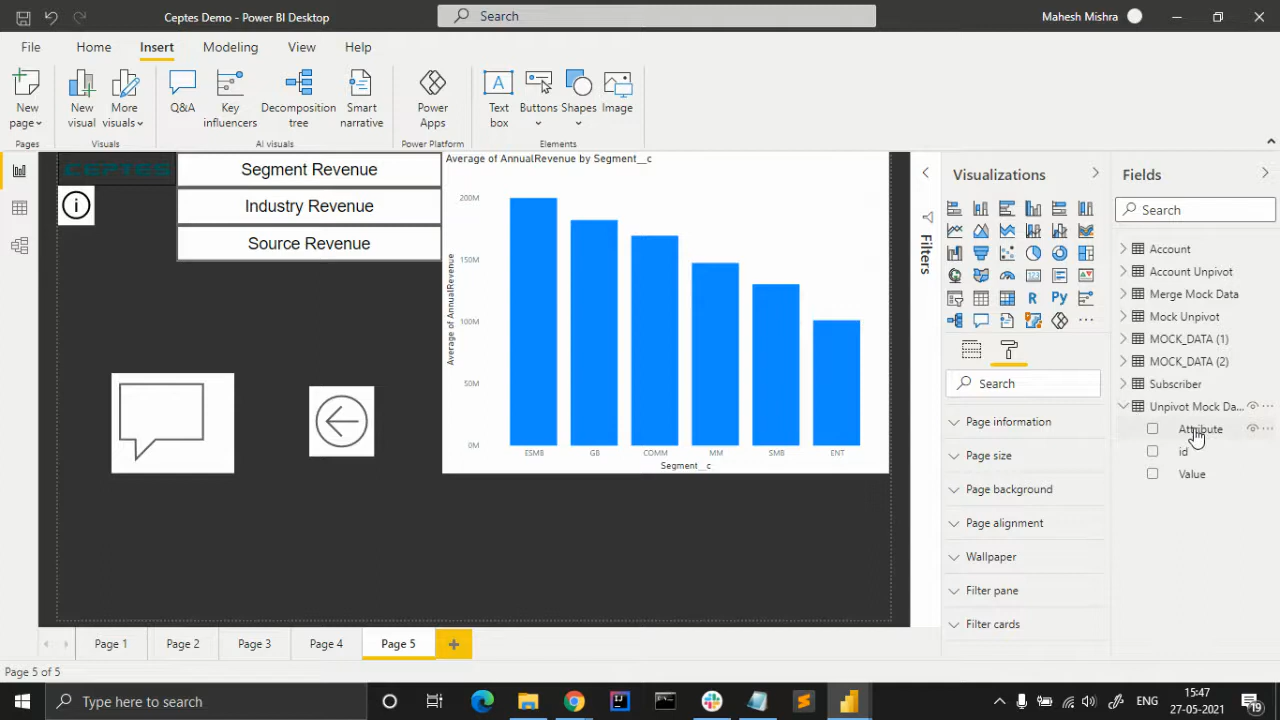 Ceptes Demo - Power BI Desktop
Search
Mahesh Mishra
File
Home
Insert
Modeling
View
Help
New page
New visual
More visuals
Q&A
Key influencers
Decomposition tree
Smart narrative
Power Apps
Text box
Buttons
Shapes
Image
Pages
Visuals
AI visuals
Power Platform
Elements
CEPTES
Segment Revenue
Industry Revenue
Source Revenue
Average of AnnualRevenue by Segment__c
200M
150M
100M
50M
0M
Average of AnnualRevenue
ESMB
GB
COMM
MM
SMB
ENT
Segment__c
Filters
Visualizations
R
Py
Search
Page information
Page size
Page background
Page alignment
Wallpaper
Filter pane
Filter cards
Fields
Search
Account
Account Unpivot
Merge Mock Data
Mock Unpivot
MOCK_DATA (1)
MOCK_DATA (2)
Subscriber
Unpivot Mock Da...
Attribute
id
Value
Page 1
Page 2
Page 3
Page 4
Page 5
Page 5 of 5
Type here to search
ENG
15:47
27-05-2021
19